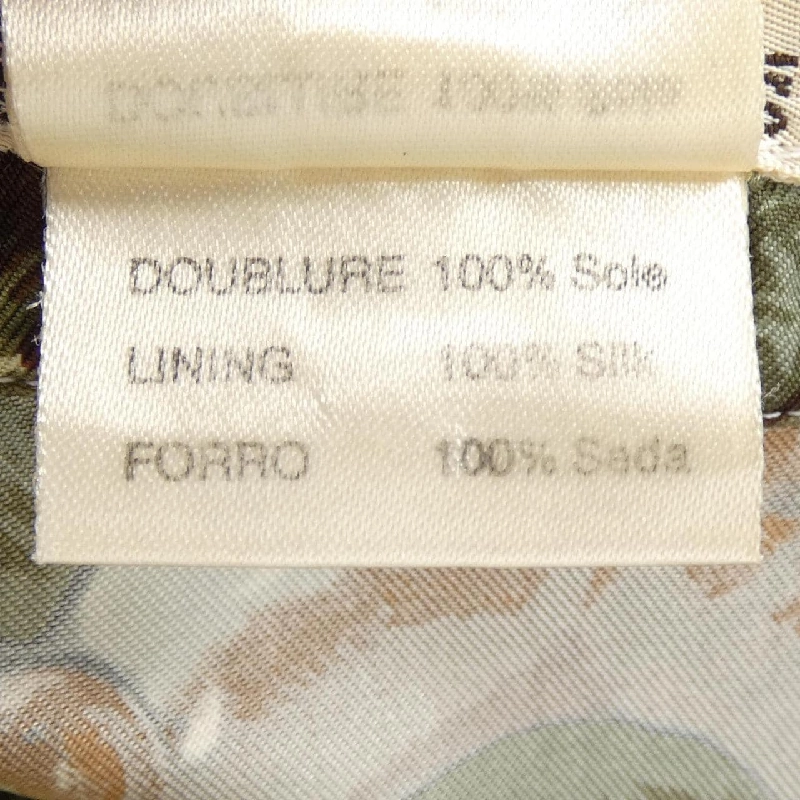 DOUBLURE 100% Soie
LINING 100% Silk
FORRO 100% Seda